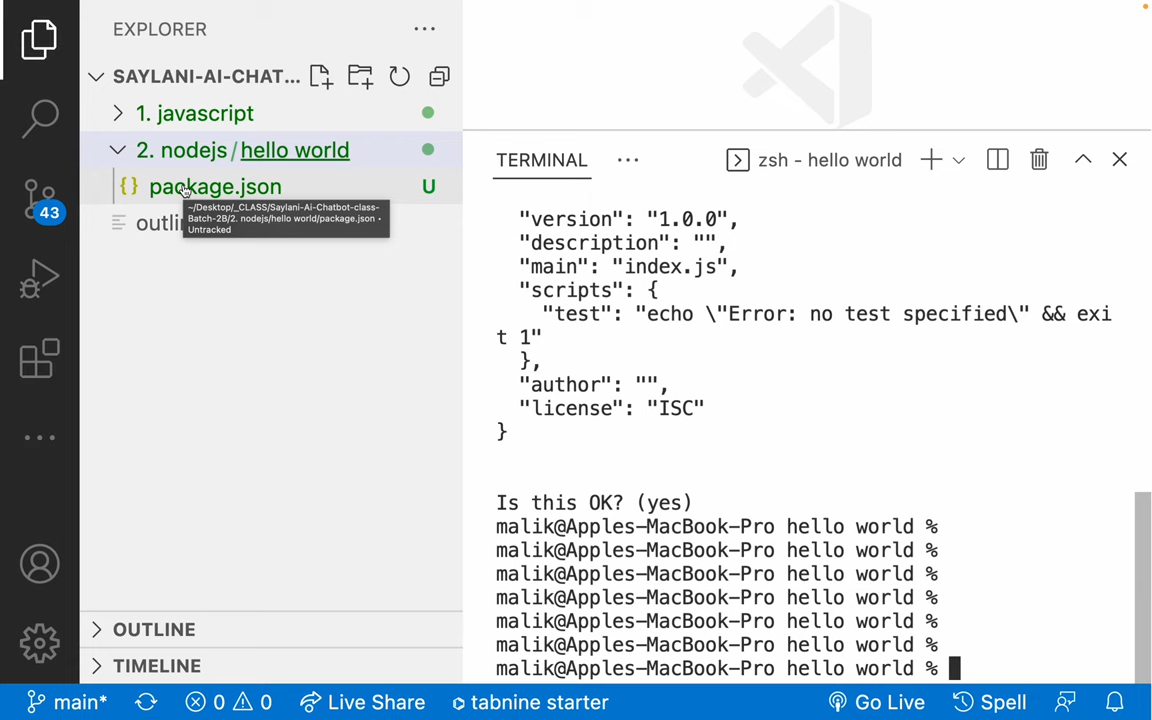 EXPLORER
SAYLANI-AI-CHAT...
1. javascript
2. nodejs / hello world
{} package.json U
~/Desktop/_CLASS/Saylani-Ai-Chatbot-class-
Batch-2B/2. nodejs/hello world/package.json •
Untracked
outli
43
OUTLINE
TIMELINE
TERMINAL
zsh - hello world
"version": "1.0.0",
"description": "",
"main": "index.js",
"scripts": {
"test": "echo \"Error: no test specified\" && exi
t 1"
},
"author": "",
"license": "ISC"
}
Is this OK? (yes)
malik@Apples-MacBook-Pro hello world %
malik@Apples-MacBook-Pro hello world %
malik@Apples-MacBook-Pro hello world %
malik@Apples-MacBook-Pro hello world %
malik@Apples-MacBook-Pro hello world %
malik@Apples-MacBook-Pro hello world %
malik@Apples-MacBook-Pro hello world %
main* 0 0 Live Share tabnine starter Go Live Spell